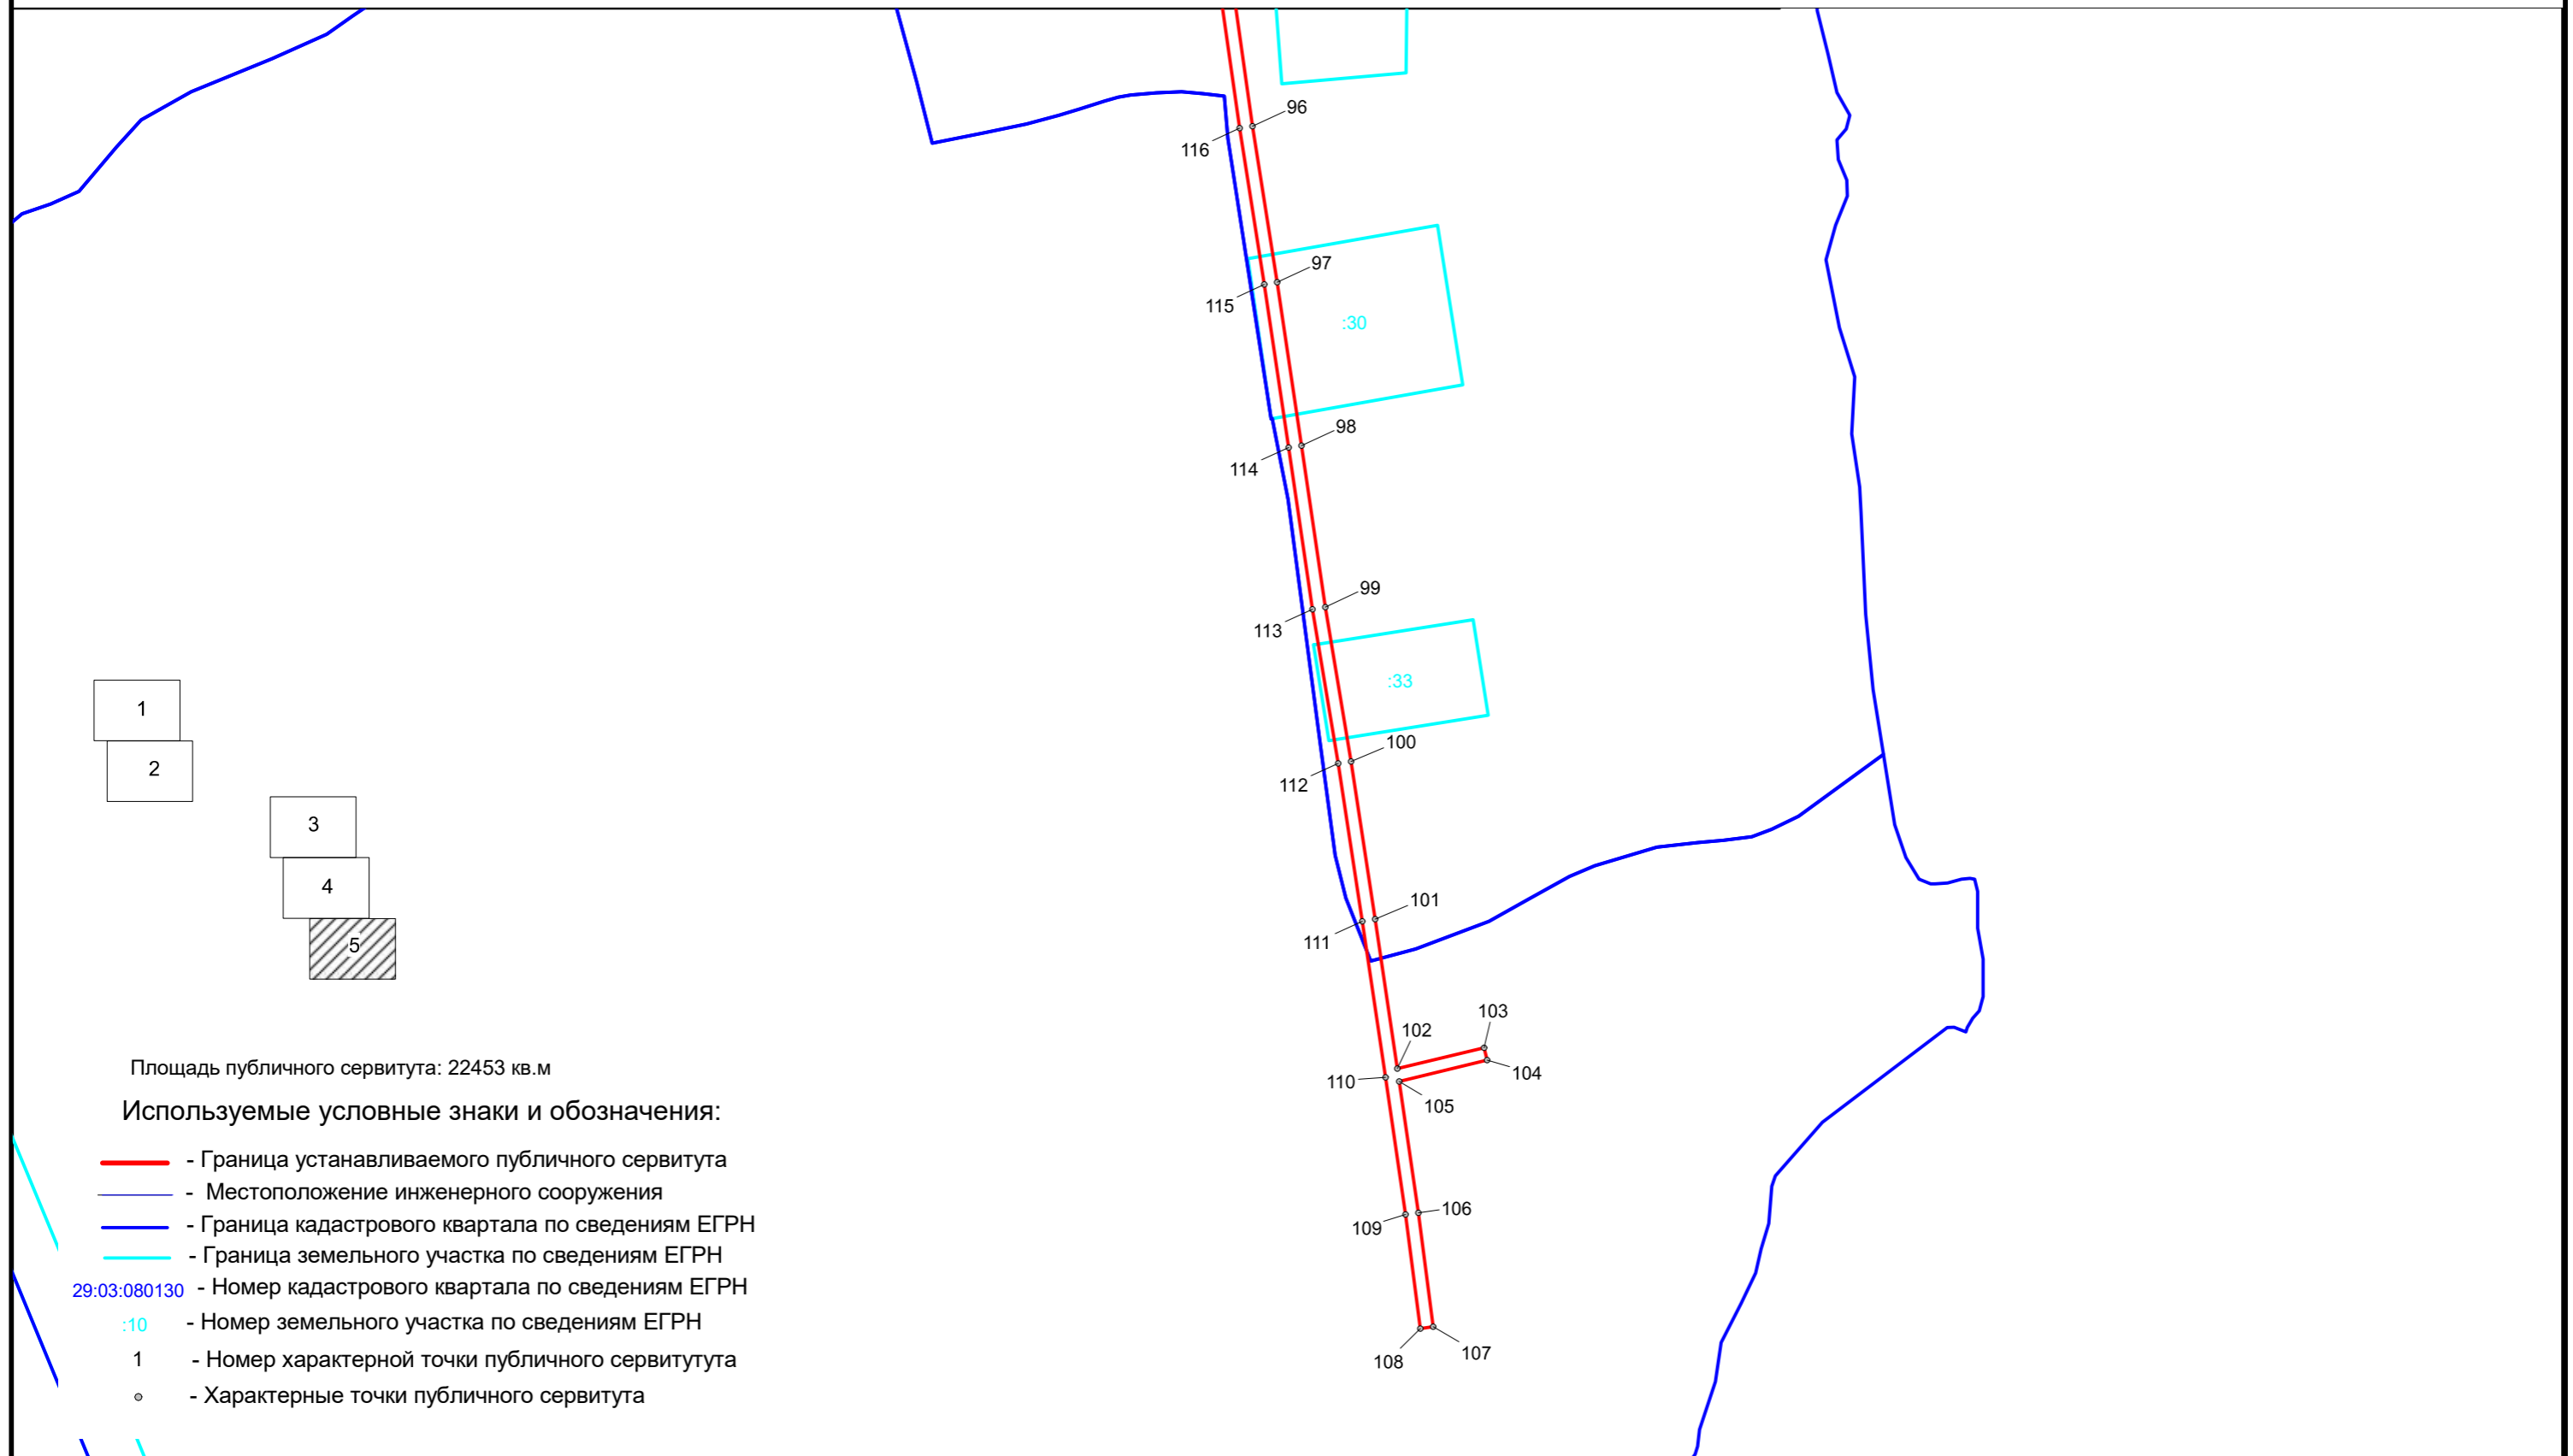 96
116
97
115
:30
98
114
99
113
:33
1
100
2
112
3
4
101
111
5
103
102
Площадь публичного сервитута: 22453 кв.м
104
110
105
Используемые условные знаки и обозначения:
- Граница устанавливаемого публичного сервитута
- Местоположение инженерного сооружения
106
- Граница кадастрового квартала по сведениям ЕГРН
109
- Граница земельного участка по сведениям ЕГРН
29:03:080130 - Номер кадастрового квартала по сведениям ЕГРН
:10 - Номер земельного участка по сведениям ЕГРН
107
1 - Номер характерной точки публичного сервитутута
108
- Характерные точки публичного сервитута